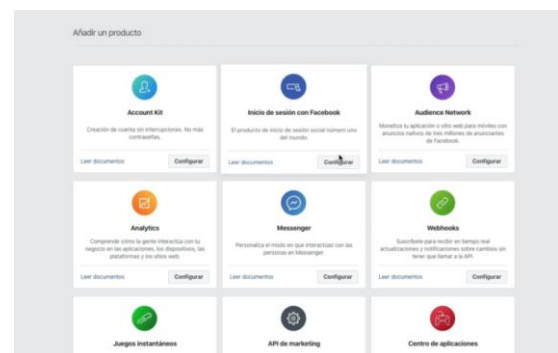 Añadir un producto
Account Kit
Creación de cuenta sin interrupciones. No más
contraseñas.
Leer documentos
Configurar
Inicio de sesión con Facebook
El producto de inicio de sesión social número uno
del mundo.
Leer documentos
Configurar
Audience Network
Monetiza tu aplicación o sitio web para móviles con
anuncios nativos de tres millones de anunciantes
de Facebook.
Leer documentos
Configurar
Analytics
Comprende cómo la gente interactúa con tu
negocio en las aplicaciones, los dispositivos, las
plataformas y los sitios web.
Leer documentos
Configurar
Messenger
Personaliza el modo en que interactúas con las
personas en Messenger.
Leer documentos
Configurar
Webhooks
Suscríbete para recibir en tiempo real
actualizaciones y notificaciones sobre cambios sin
tener que llamar a la API.
Leer documentos
Configurar
Juegos instantáneos
API de marketing
Centro de aplicaciones